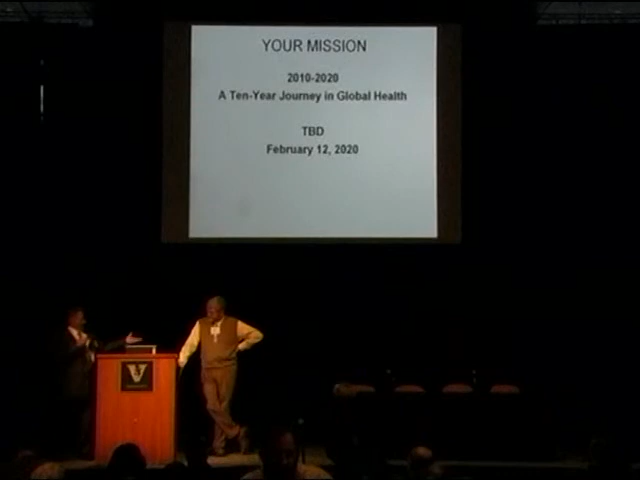 YOUR MISSION
2010-2020
A Ten-Year Journey in Global Health
TBD
February 12, 2020
V